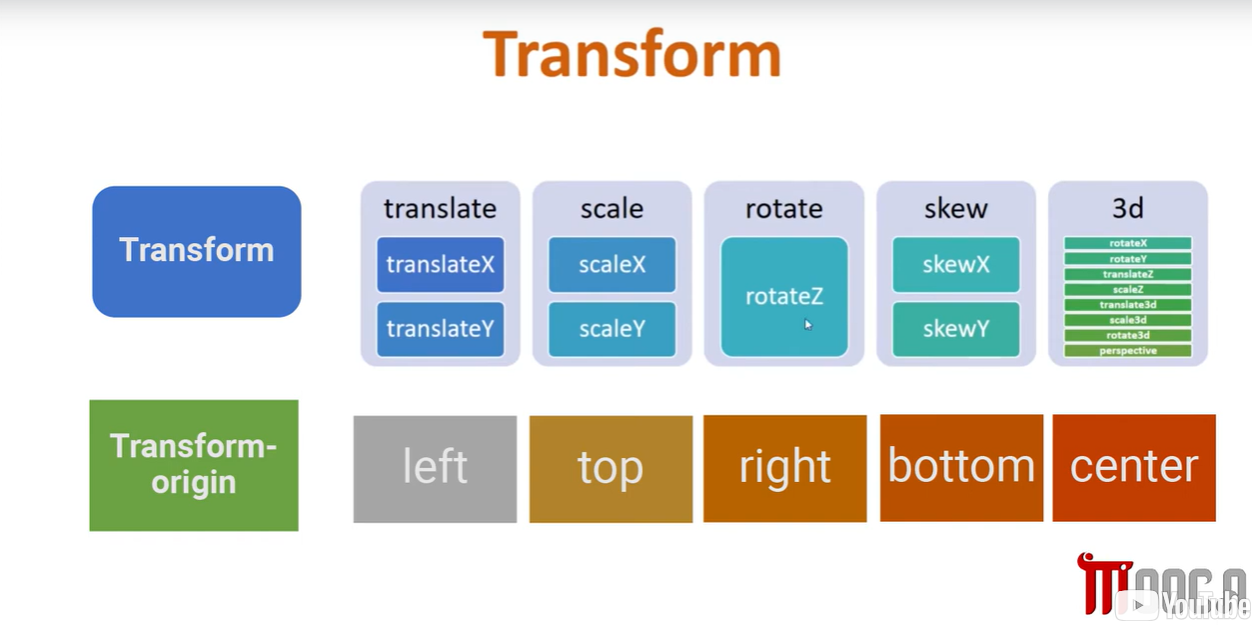 Transform
Transform
translate
translateX
translateY
scale
scaleX
scaleY
rotate
rotateZ
skew
skewX
skewY
3d
rotateX
rotateY
translateZ
scaleZ
translate3d
scale3d
rotate3d
perspective
Transform-
origin
left
top
right
bottom
center
YouTube